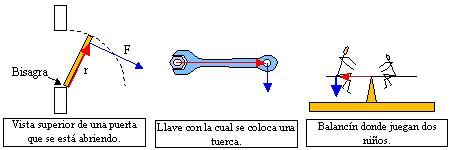 Bisagra
F
r
Vista superior de una puerta
que se está abriendo.
Llave con la cual se coloca una
tuerca.
Balancín donde juegan dos
niños.